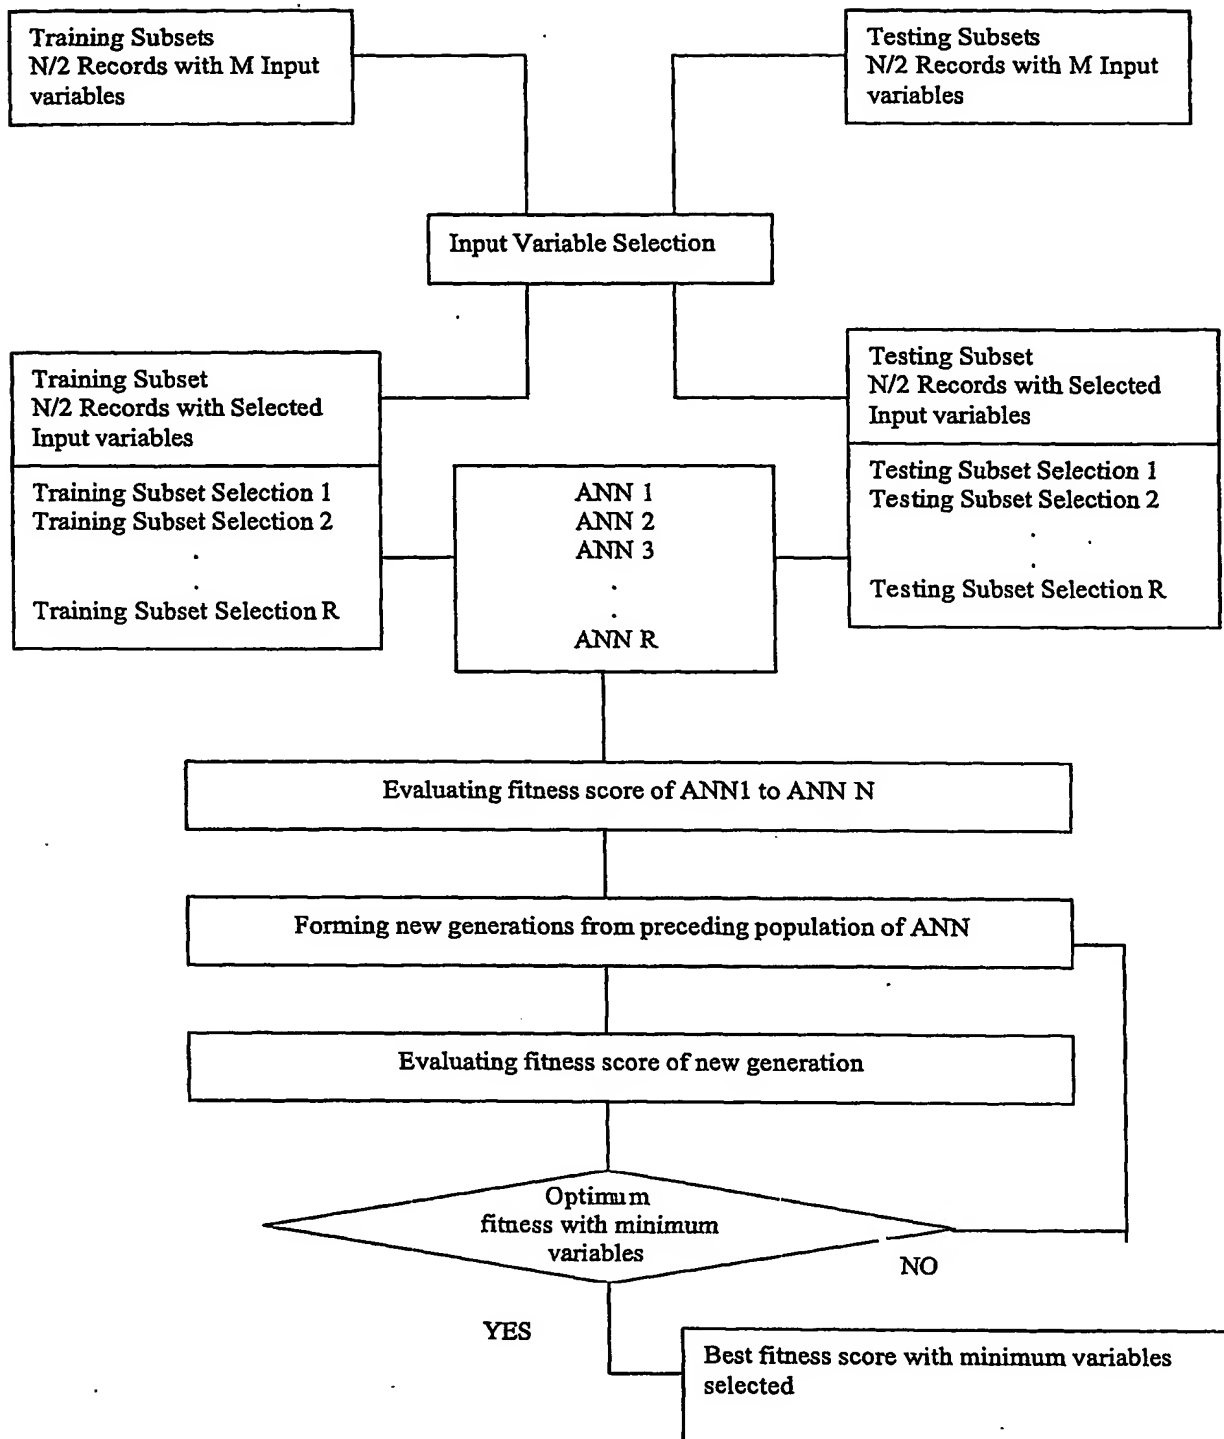 Training Subsets
N/2 Records with M Input
variables
Testing Subsets
N/2 Records with M Input
variables
Input Variable Selection
Training Subset
N/2 Records with Selected
Input variables
Training Subset Selection 1
Training Subset Selection 2
.
.
Training Subset Selection R
ANN 1
ANN 2
ANN 3
.
.
ANN R
Testing Subset
N/2 Records with Selected
Input variables
Testing Subset Selection 1
Testing Subset Selection 2
.
.
Testing Subset Selection R
Evaluating fitness score of ANN1 to ANN N
Forming new generations from preceding population of ANN
Evaluating fitness score of new generation
Optimum
fitness with minimum
variables
NO
YES
Best fitness score with minimum variables
selected